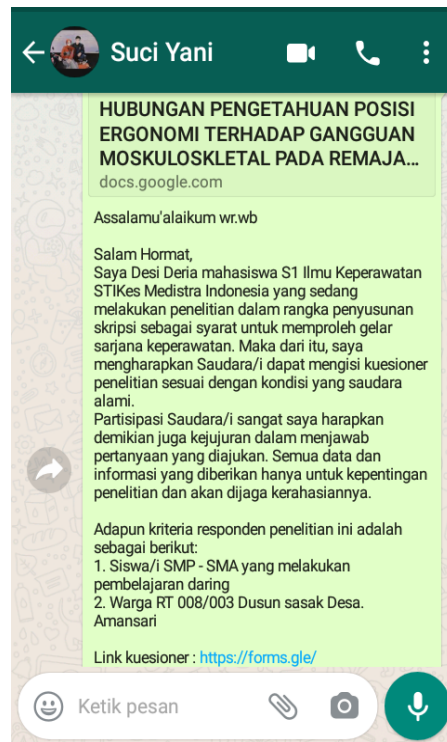 Suci Yani
HUBUNGAN PENGETAHUAN POSISI
ERGONOMI TERHADAP GANGGUAN
MOSKULOSKLETAL PADA REMAJA...
docs.google.com
Assalamu'alaikum wr.wb
Salam Hormat,
Saya Desi Deria mahasiswa S1 Ilmu Keperawatan
STIKes Medistra Indonesia yang sedang
melakukan penelitian dalam rangka penyusunan
skripsi sebagai syarat untuk memproleh gelar
sarjana keperawatan. Maka dari itu, saya
mengharapkan Saudara/i dapat mengisi kuesioner
penelitian sesuai dengan kondisi yang saudara
alami.
Partisipasi Saudara/i sangat saya harapkan
demikian juga kejujuran dalam menjawab
pertanyaan yang diajukan. Semua data dan
informasi yang diberikan hanya untuk kepentingan
penelitian dan akan dijaga kerahasiannya.
Adapun kriteria responden penelitian ini adalah
sebagai berikut:
1. Siswa/i SMP - SMA yang melakukan
pembelajaran daring
2. Warga RT 008/003 Dusun sasak Desa.
Amansari
Link kuesioner : https://forms.gle/
Ketik pesan